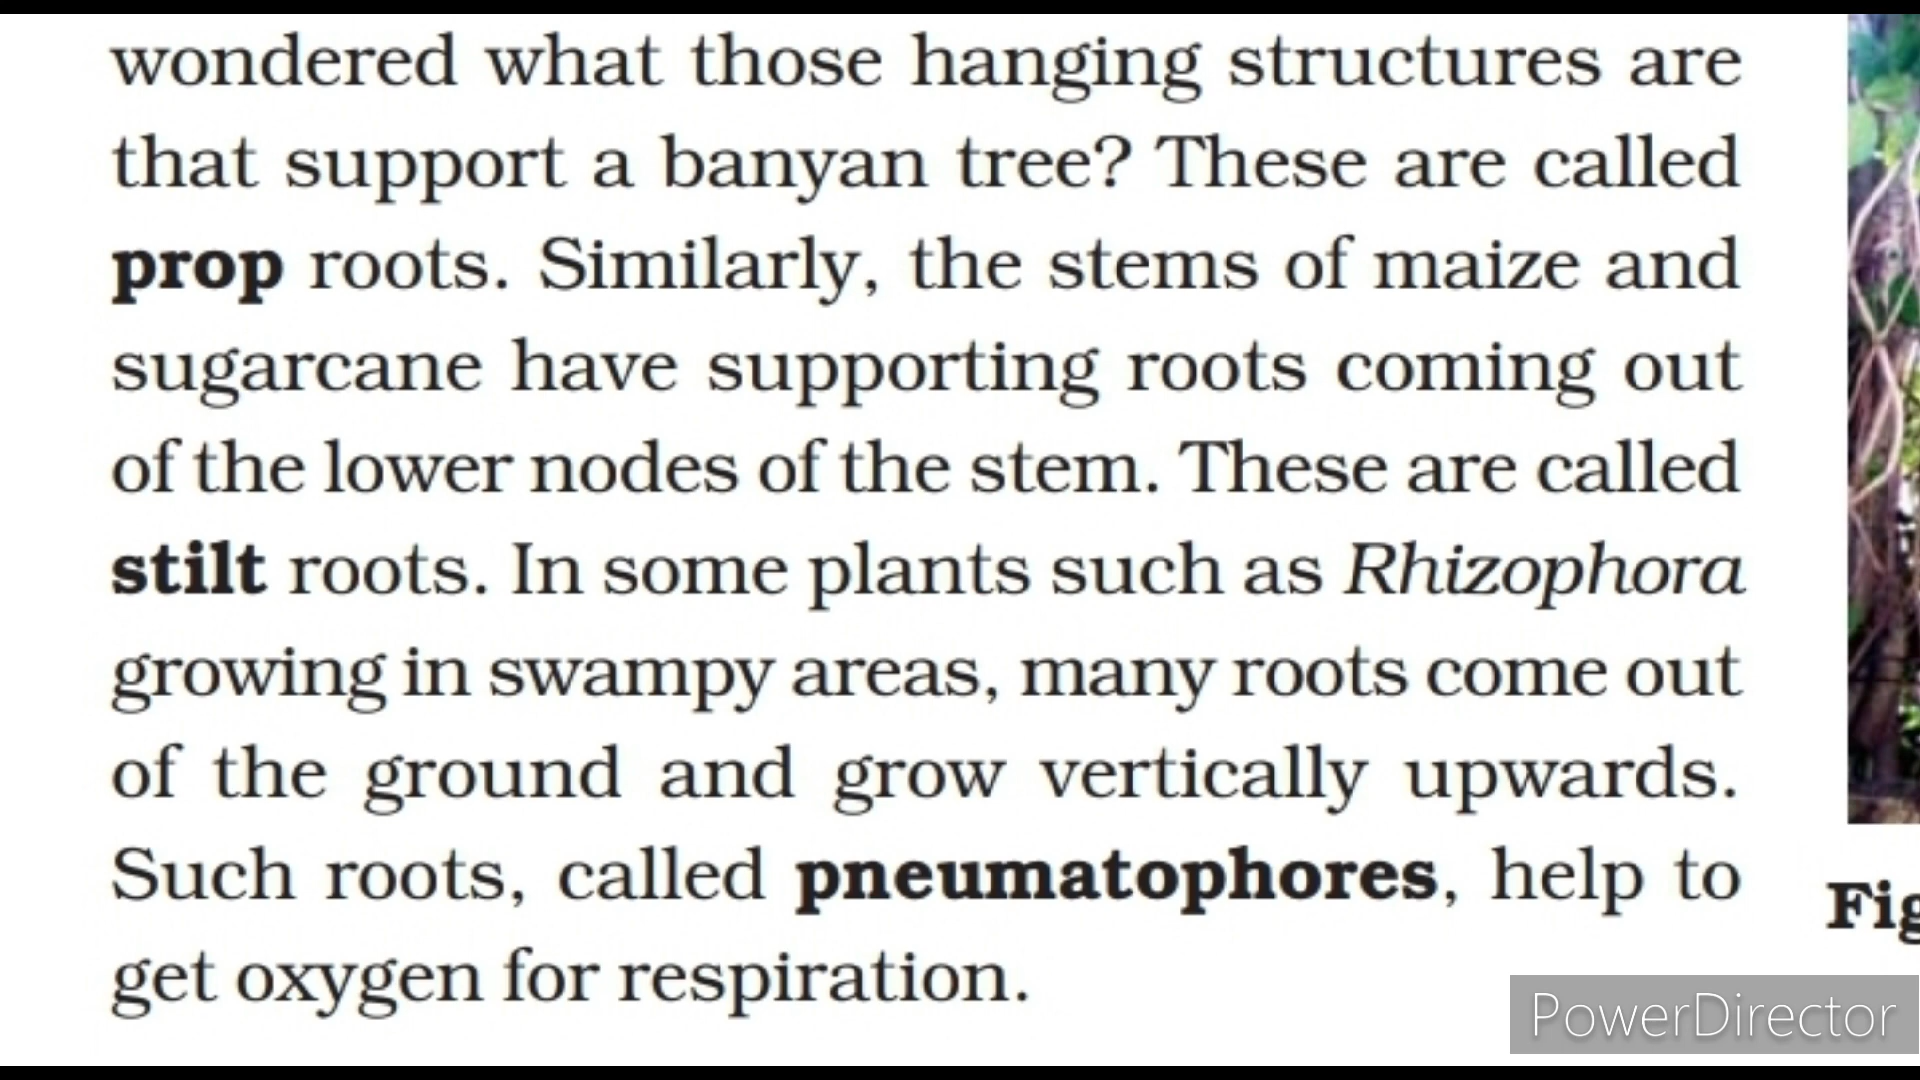 wondered what those hanging structures are
that support a banyan tree? These are called
prop roots. Similarly, the stems of maize and
sugarcane have supporting roots coming out
of the lower nodes of the stem. These are called
stilt roots. In some plants such as Rhizophora
growing in swampy areas, many roots come out
of the ground and grow vertically upwards.
Such roots, called pneumatophores, help to
get oxygen for respiration.
Fig
PowerDirector